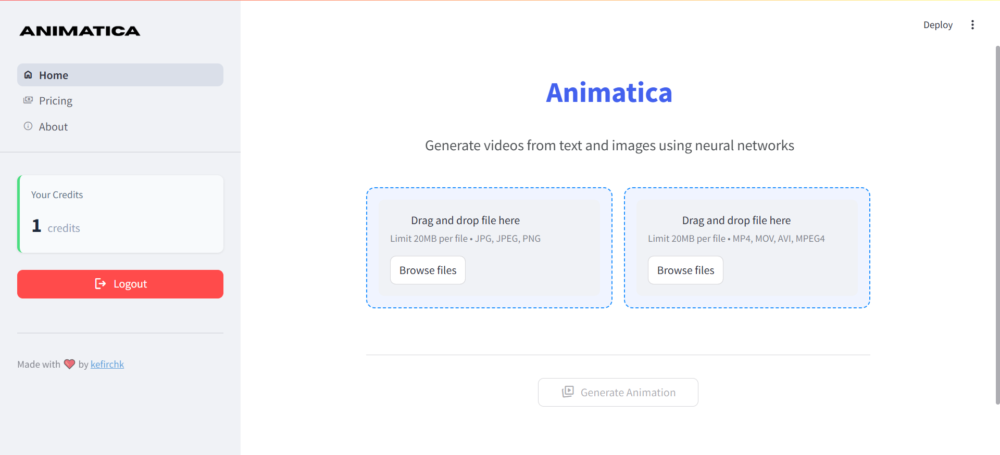 ANIMATICA
Home
Pricing
About
Your Credits
1 credits
Logout
Made with ❤️ by kefirchk
Deploy
Animatica
Generate videos from text and images using neural networks
Drag and drop file here
Limit 20MB per file • JPG, JPEG, PNG
Browse files
Drag and drop file here
Limit 20MB per file • MP4, MOV, AVI, MPEG4
Browse files
Generate Animation